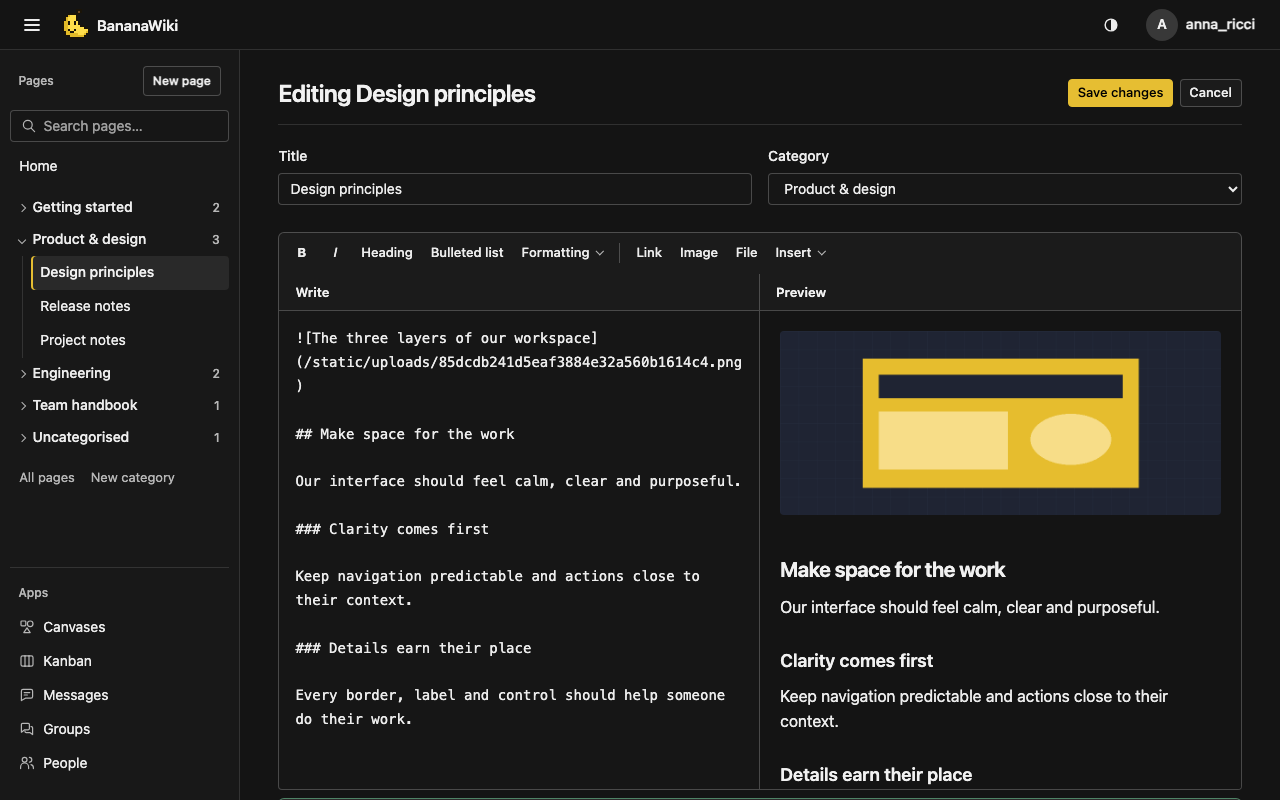 BananaWiki
A
anna_ricci
Pages
New page
Search pages...
Home
Getting started
2
Product & design
3
Design principles
Release notes
Project notes
Engineering
2
Team handbook
1
Uncategorised
1
All pages
New category
Apps
Canvases
Kanban
Messages
Groups
People
Editing Design principles
Save changes
Cancel
Title
Category
Design principles
Product & design
B
I
Heading
Bulleted list
Formatting
Link
Image
File
Insert
Write
![The three layers of our workspace]
(/static/uploads/85dcdb241d5eaf3884e32a560b1614c4.png
)
## Make space for the work
Our interface should feel calm, clear and purposeful.
### Clarity comes first
Keep navigation predictable and actions close to
their context.
### Details earn their place
Every border, label and control should help someone
do their work.
Preview
Make space for the work
Our interface should feel calm, clear and purposeful.
Clarity comes first
Keep navigation predictable and actions close to their
context.
Details earn their place